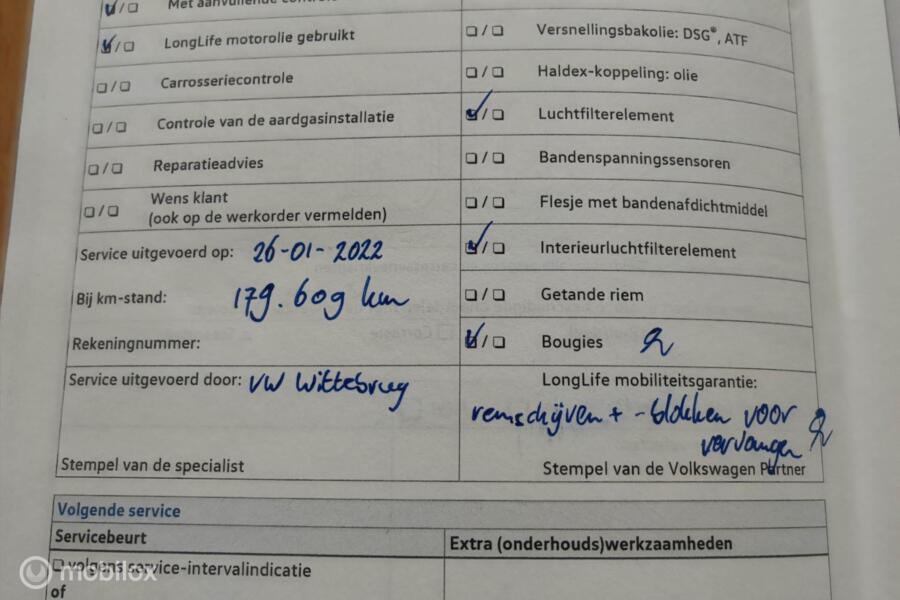 Met aanvullende
LongLife motorolie gebruikt
Carrosseriecontrole
Controle van de aardgasinstallatie
Reparatieadvies
Wens klant
(ook op de werkorder vermelden)
Service uitgevoerd op: 26-01-2022
Bij km-stand: 179.609 km
Rekeningnummer:
Service uitgevoerd door: VW Wittebrug
Stempel van de specialist
Versnellingsbakolie: DSG®, ATF
Haldex-koppeling: olie
Luchtfilterelement
Bandenspanningssensoren
Flesje met bandenafdichtmiddel
Interieurluchtfilterelement
Getande riem
Bougies
LongLife mobiliteitsgarantie:
remschijven + -blokken voor
vervangen
Stempel van de Volkswagen Partner
Volgende service
Servicebeurt
Extra (onderhouds)werkzaamheden
volgens service-intervalindicatie
of
mobilox